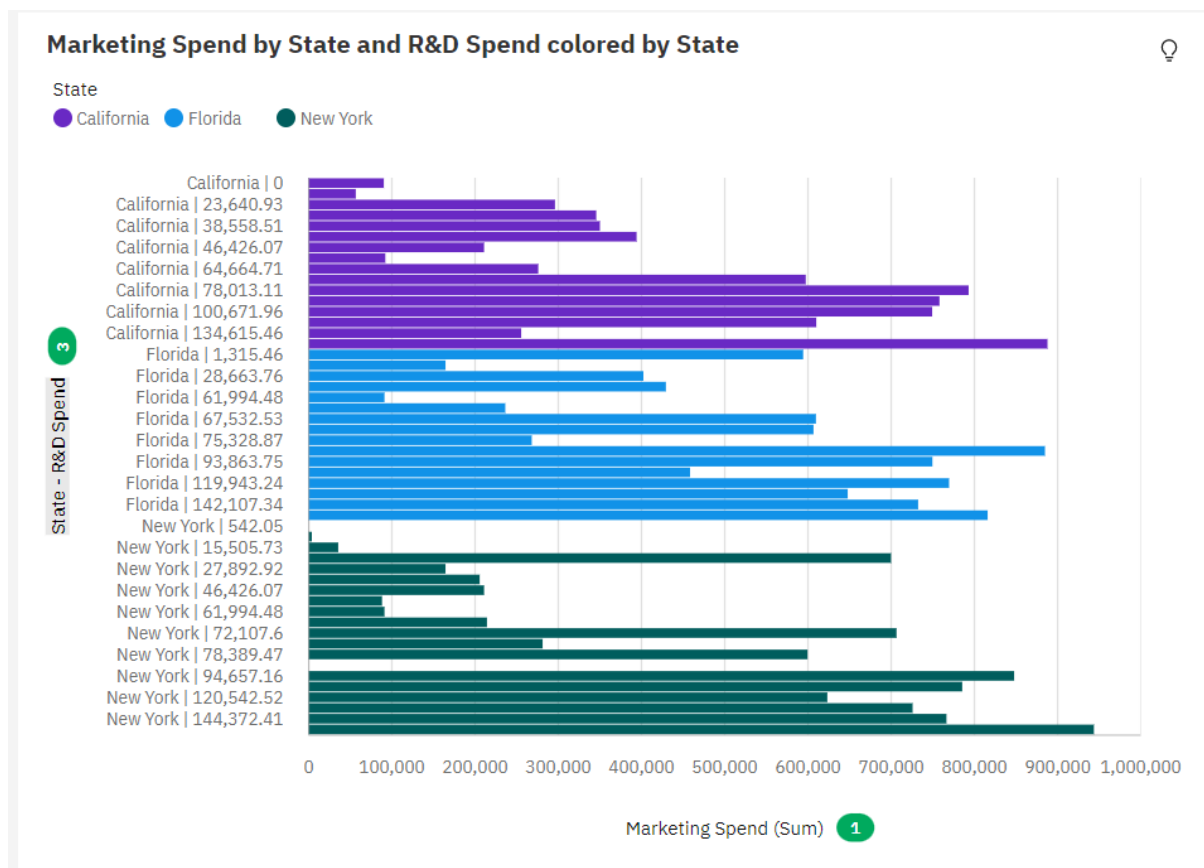 Marketing Spend by State and R&D Spend colored by State
State
California Florida New York
California | 0
California | 23,640.93
California | 38,558.51
California | 46,426.07
California | 64,664.71
California | 78,013.11
California | 100,671.96
California | 134,615.46
Florida | 1,315.46
Florida | 28,663.76
Florida | 61,994.48
Florida | 67,532.53
Florida | 75,328.87
Florida | 93,863.75
Florida | 119,943.24
Florida | 142,107.34
New York | 542.05
New York | 15,505.73
New York | 27,892.92
New York | 46,426.07
New York | 61,994.48
New York | 72,107.6
New York | 78,389.47
New York | 94,657.16
New York | 120,542.52
New York | 144,372.41
State - R&D Spend 3
0 100,000 200,000 300,000 400,000 500,000 600,000 700,000 800,000 900,000 1,000,000
Marketing Spend (Sum) 1